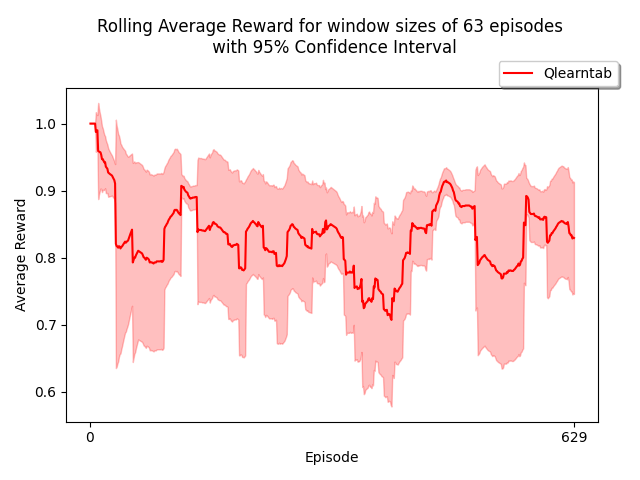 Rolling Average Reward for window sizes of 63 episodes
with 95% Confidence Interval
Qlearntab
1.0
0.9
0.8
0.7
0.6
Average Reward
0
629
Episode